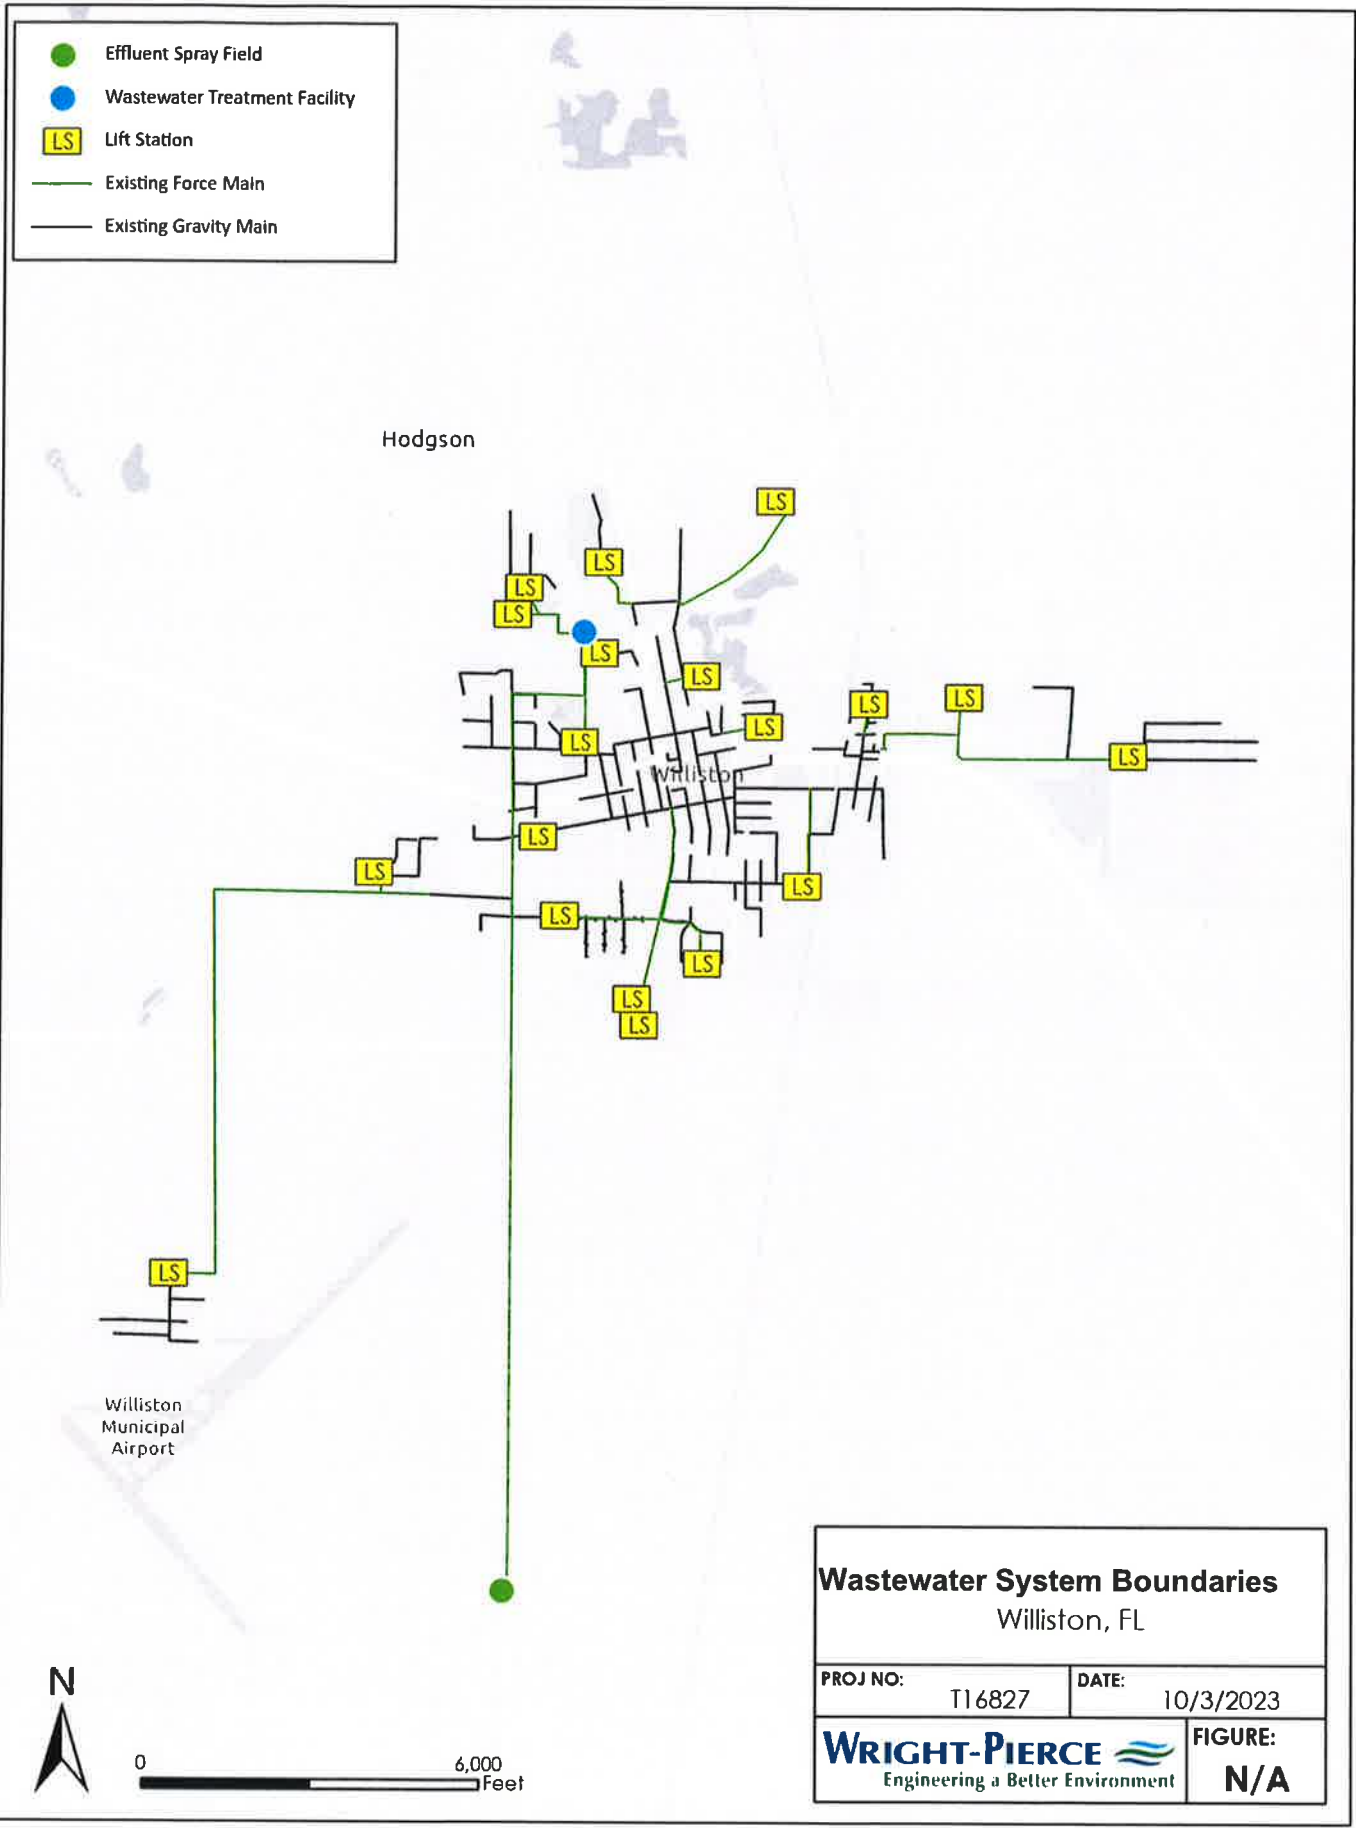 Effluent Spray Field
Wastewater Treatment Facility
LS
Lift Station
Existing Force Main
Existing Gravity Main
Hodgson
LS
LS
LS
LS
LS
LS
LS
LS
LS
LS
LS
Williston
LS
LS
LS
LS
LS
LS
LS
LS
Williston
Municipal
Airport
N
0
6,000
Feet
Wastewater System Boundaries
Williston, FL
PROJ NO:
T16827
DATE:
10/3/2023
WRIGHT-PIERCE
Engineering a Better Environment
FIGURE:
N/A